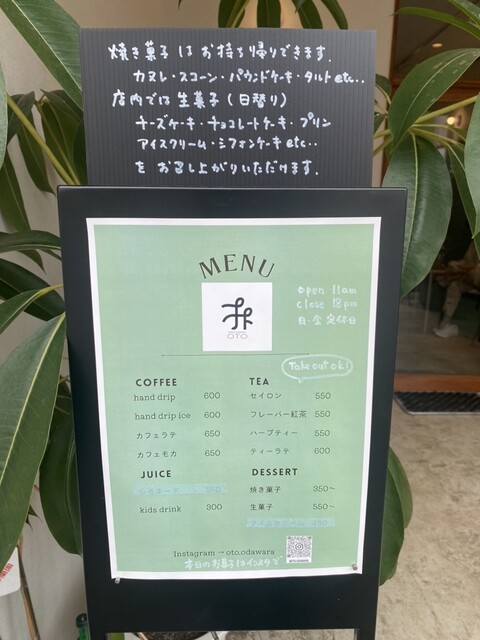 焼き菓子はお持ち帰りできます。
カヌレ・スコーン・パウンドケーキ・タルトetc...
店内では生菓子(日替り)
チーズケーキ・チョコレートケーキ・プリン
アイスクリーム・シフォンケーキetc..
をお召し上がりいただけます。
MENU
OTO
open 11am
close 18pm
日・金 定休日
Take out ok!
COFFEE
hand drip 600
hand drip ice 600
カフェラテ 650
カフェモカ 650
TEA
セイロン 550
フレーバー紅茶 550
ハーブティー 550
ティーラテ 600
JUICE
kids drink 300
DESSERT
焼き菓子 350~
生菓子 550~
Instagram → oto.odawara
本日のお菓子はインスタで